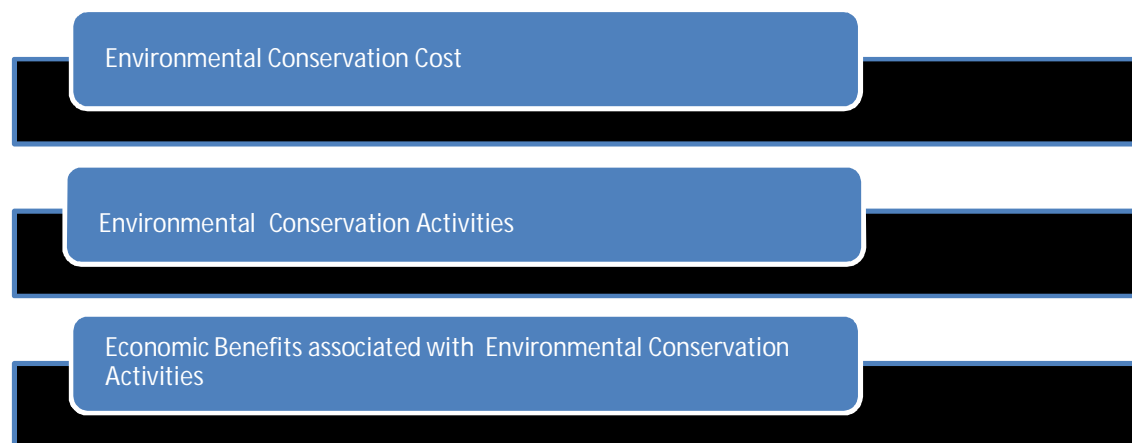 Environmental Conservation Cost
Environmental  Conservation Activities
Economic Benefits associated with  Environmental Conservation
Activities